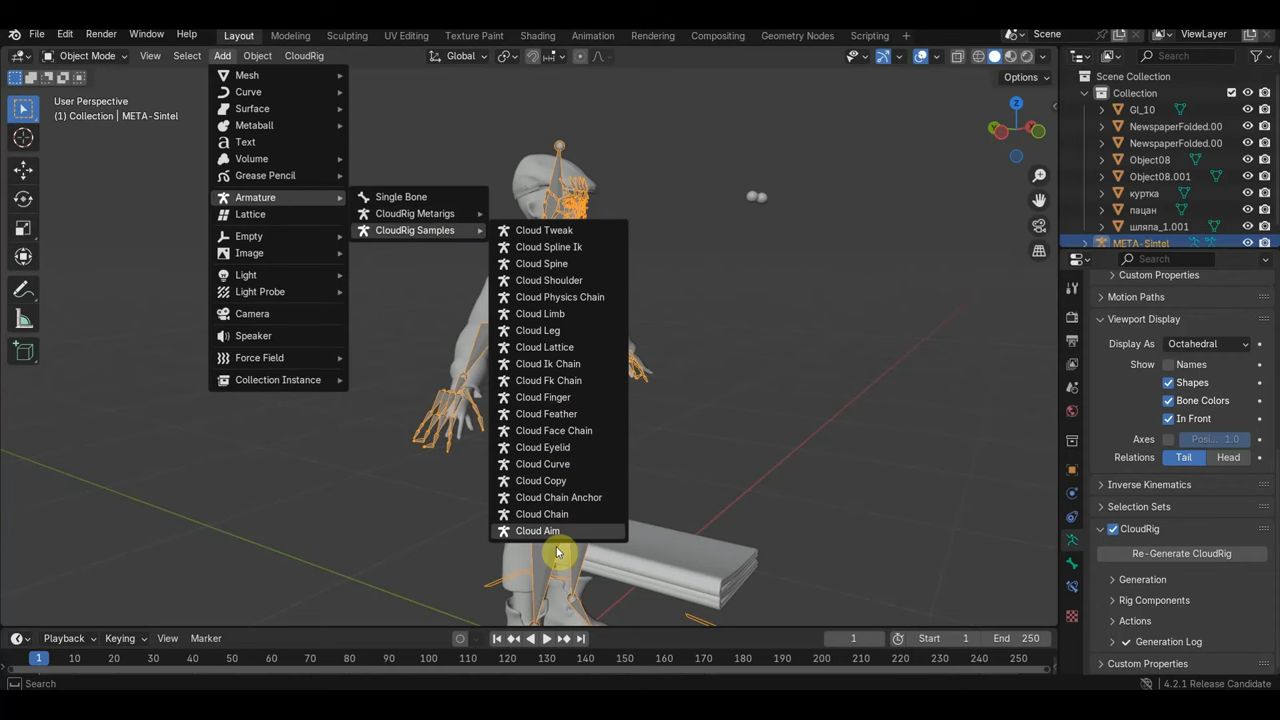 File Edit Render Window Help
Layout Modeling Sculpting UV Editing Texture Paint Shading Animation Rendering Compositing Geometry Nodes Scripting
Scene
ViewLayer
Object Mode
View Select Add Object CloudRig
Global
Search
Options
User Perspective
(1) Collection | META-Sintel
Mesh
Curve
Surface
Metaball
Text
Volume
Grease Pencil
Armature
Lattice
Empty
Image
Light
Light Probe
Camera
Speaker
Force Field
Collection Instance
Single Bone
CloudRig Metarigs
CloudRig Samples
Cloud Tweak
Cloud Spline Ik
Cloud Spine
Cloud Shoulder
Cloud Physics Chain
Cloud Limb
Cloud Leg
Cloud Lattice
Cloud Ik Chain
Cloud Fk Chain
Cloud Finger
Cloud Feather
Cloud Face Chain
Cloud Eyelid
Cloud Curve
Cloud Copy
Cloud Chain Anchor
Cloud Chain
Cloud Aim
Z
Scene Collection
Collection
GI_10
NewspaperFolded.00
NewspaperFolded.00
Object08
Object08.001
куртка
пацан
шляпа_1.001
META-Sintel
Search
Custom Properties
Motion Paths
Viewport Display
Display As Octahedral
Show Names
Shapes
Bone Colors
In Front
Axes Posi... 1.0
Relations Tail Head
Inverse Kinematics
Selection Sets
CloudRig
Re-Generate CloudRig
Generation
Rig Components
Actions
Generation Log
Custom Properties
Playback Keying View Marker
1
Start 1 End 250
1 10 20 30 40 50 60 70 80 90 100 110 120 130 140 150 160 170 180 190 200 210 220 230 240 250
Search
4.2.1 Release Candidate